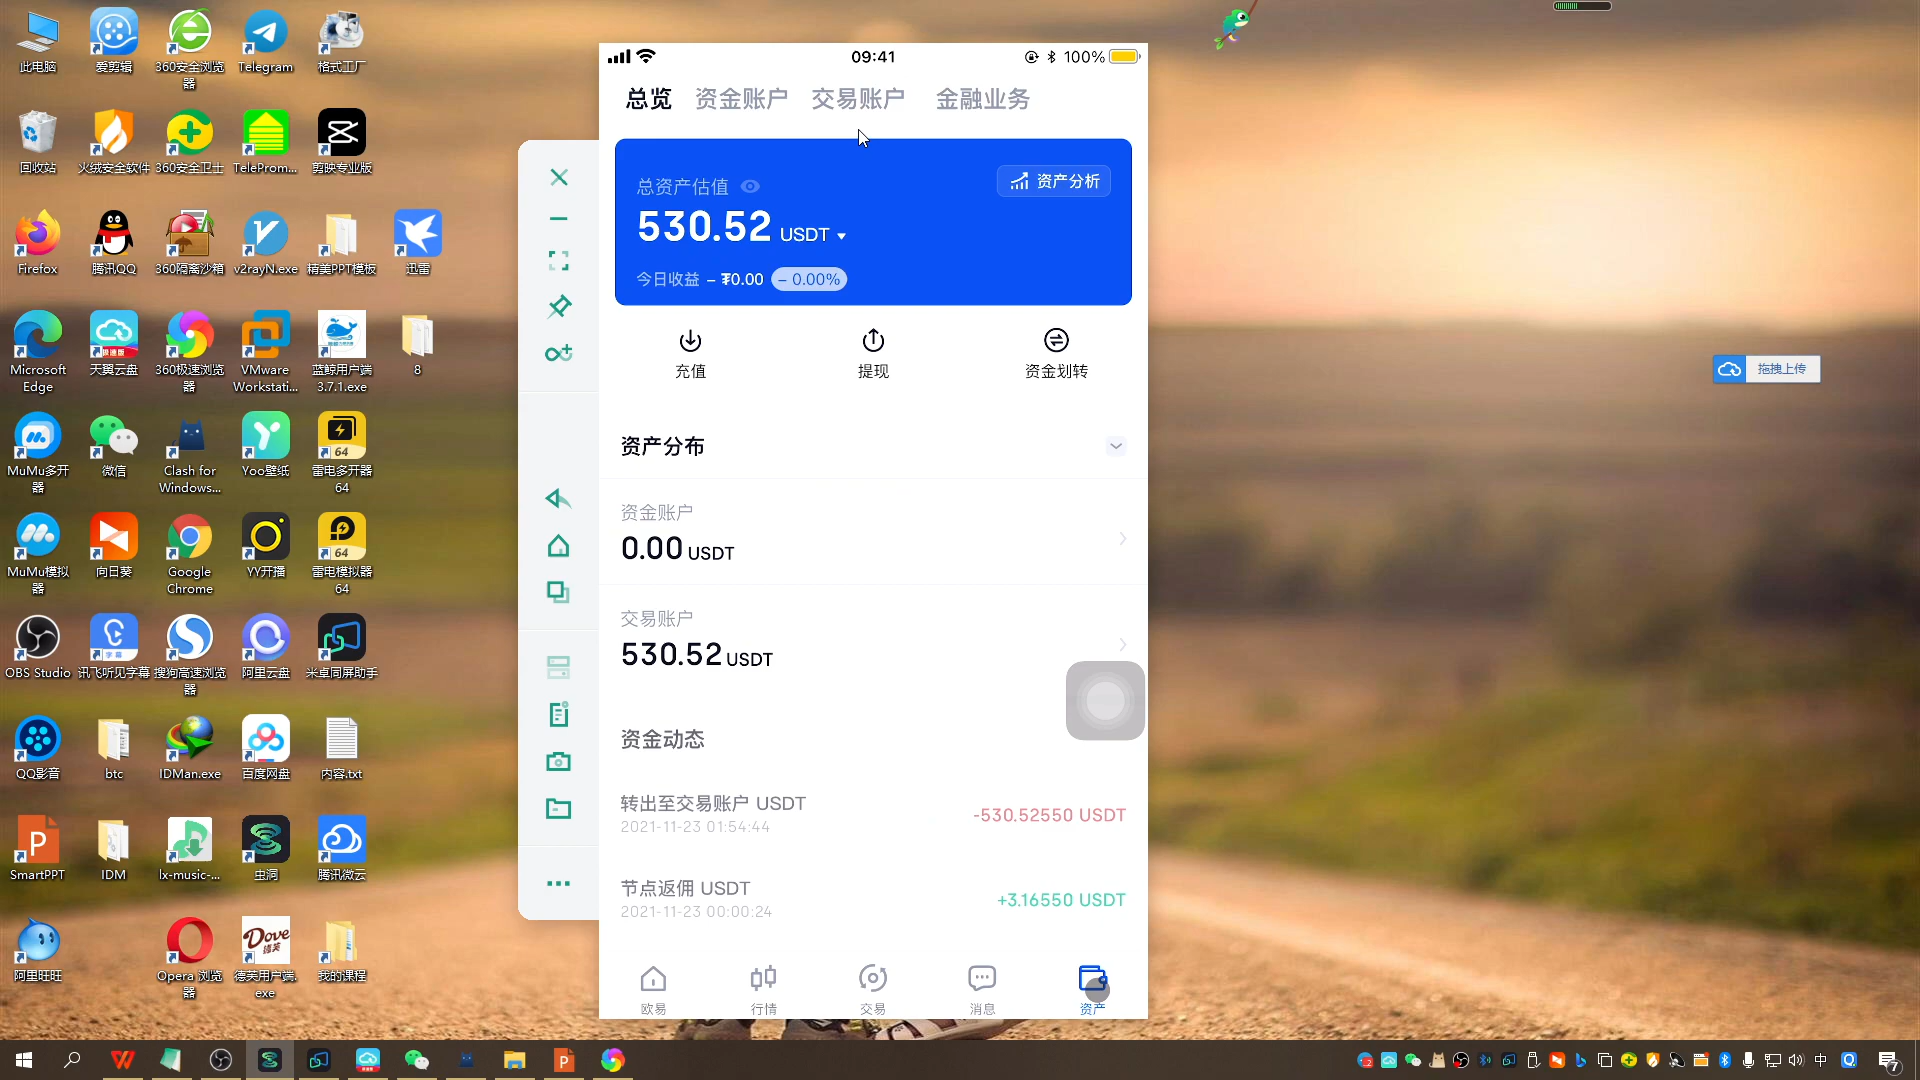 此电脑
爱剪辑
360安全浏览器
Telegram
格式工厂
回收站
火绒安全软件
360安全卫士
TeleProm...
剪映专业版
Firefox
腾讯QQ
360隔离沙箱
v2rayN.exe
精美PPT模板
迅雷
Microsoft Edge
天翼云盘
极速版
360极速浏览器
VMware Workstati...
蓝鲸用户端3.7.1.exe
8
MuMu多开器
微信
Clash for Windows...
Yoo壁纸
雷电多开器64
64
MuMu模拟器
向日葵
Google Chrome
YY开播
雷电模拟器64
64
OBS Studio
讯飞听见字幕
字幕
搜狗高速浏览器
阿里云盘
米卓同屏助手
QQ影音
btc
IDMan.exe
百度网盘
内容.txt
SmartPPT
IDM
lx-music-...
虫洞
腾讯微云
阿里旺旺
Opera 浏览器
Dove
德芙
德芙用户端.exe
我的课程
09:41
100%
总览 资金账户 交易账户 金融业务
总资产估值
资产分析
530.52 USDT
今日收益 – ₮0.00 – 0.00%
充值 提现 资金划转
资产分布
资金账户
0.00 USDT
交易账户
530.52 USDT
资金动态
转出至交易账户 USDT
-530.52550 USDT
2021-11-23 01:54:44
节点返佣 USDT
+3.16550 USDT
2021-11-23 00:00:24
欧易 行情 交易 消息 资产
拖拽上传
中
7